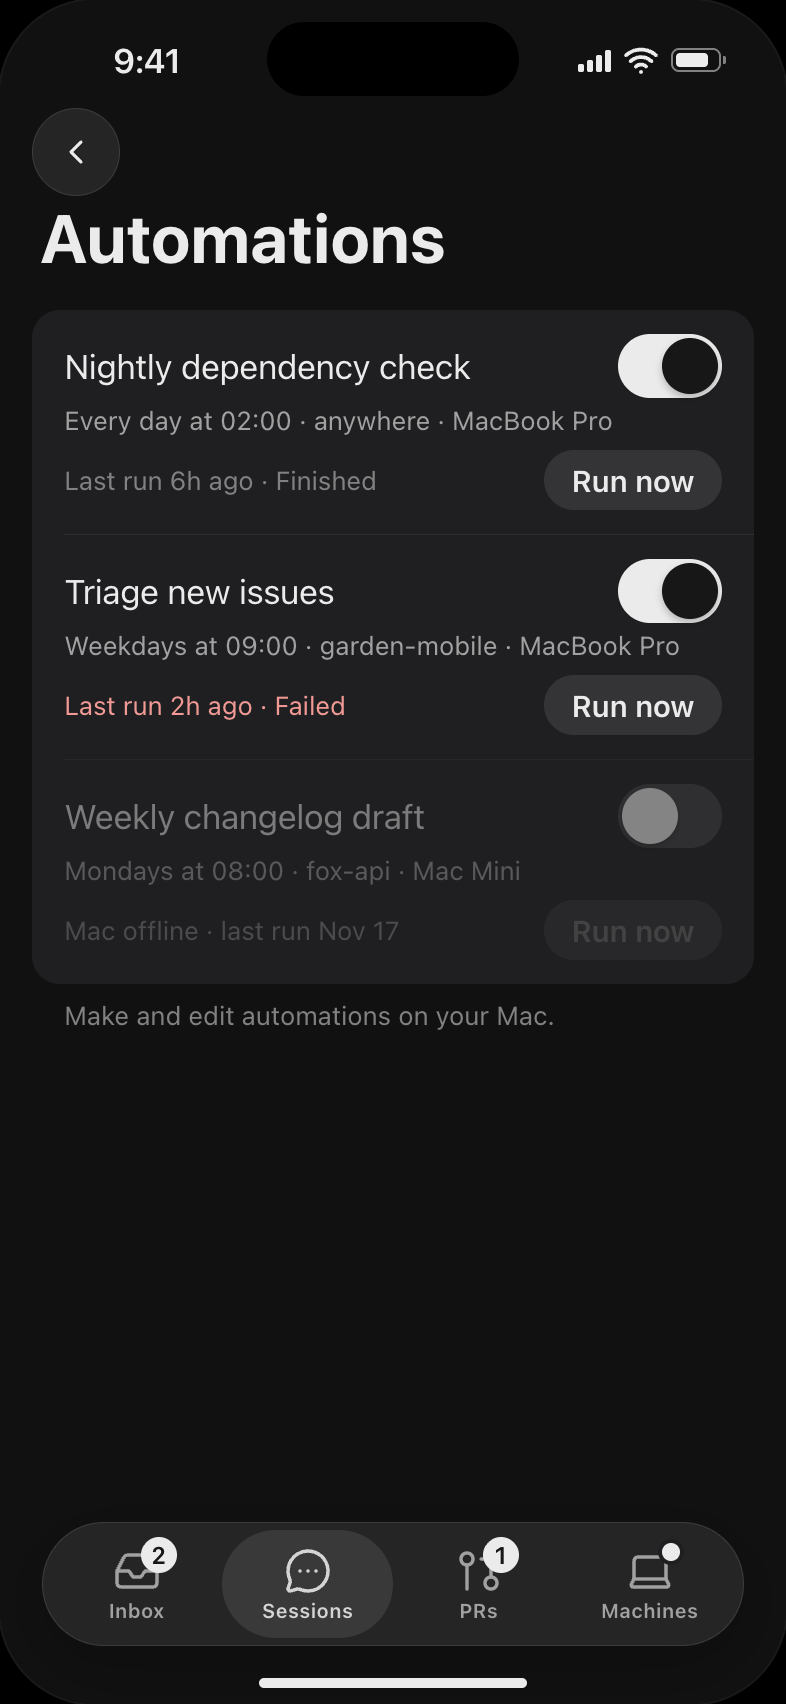 9:41
Automations
Nightly dependency check
Every day at 02:00 · anywhere · MacBook Pro
Last run 6h ago · Finished
Run now
Triage new issues
Weekdays at 09:00 · garden-mobile · MacBook Pro
Last run 2h ago · Failed
Run now
Weekly changelog draft
Mondays at 08:00 · fox-api · Mac Mini
Mac offline · last run Nov 17
Run now
Make and edit automations on your Mac.
2
Inbox
Sessions
1
PRs
Machines